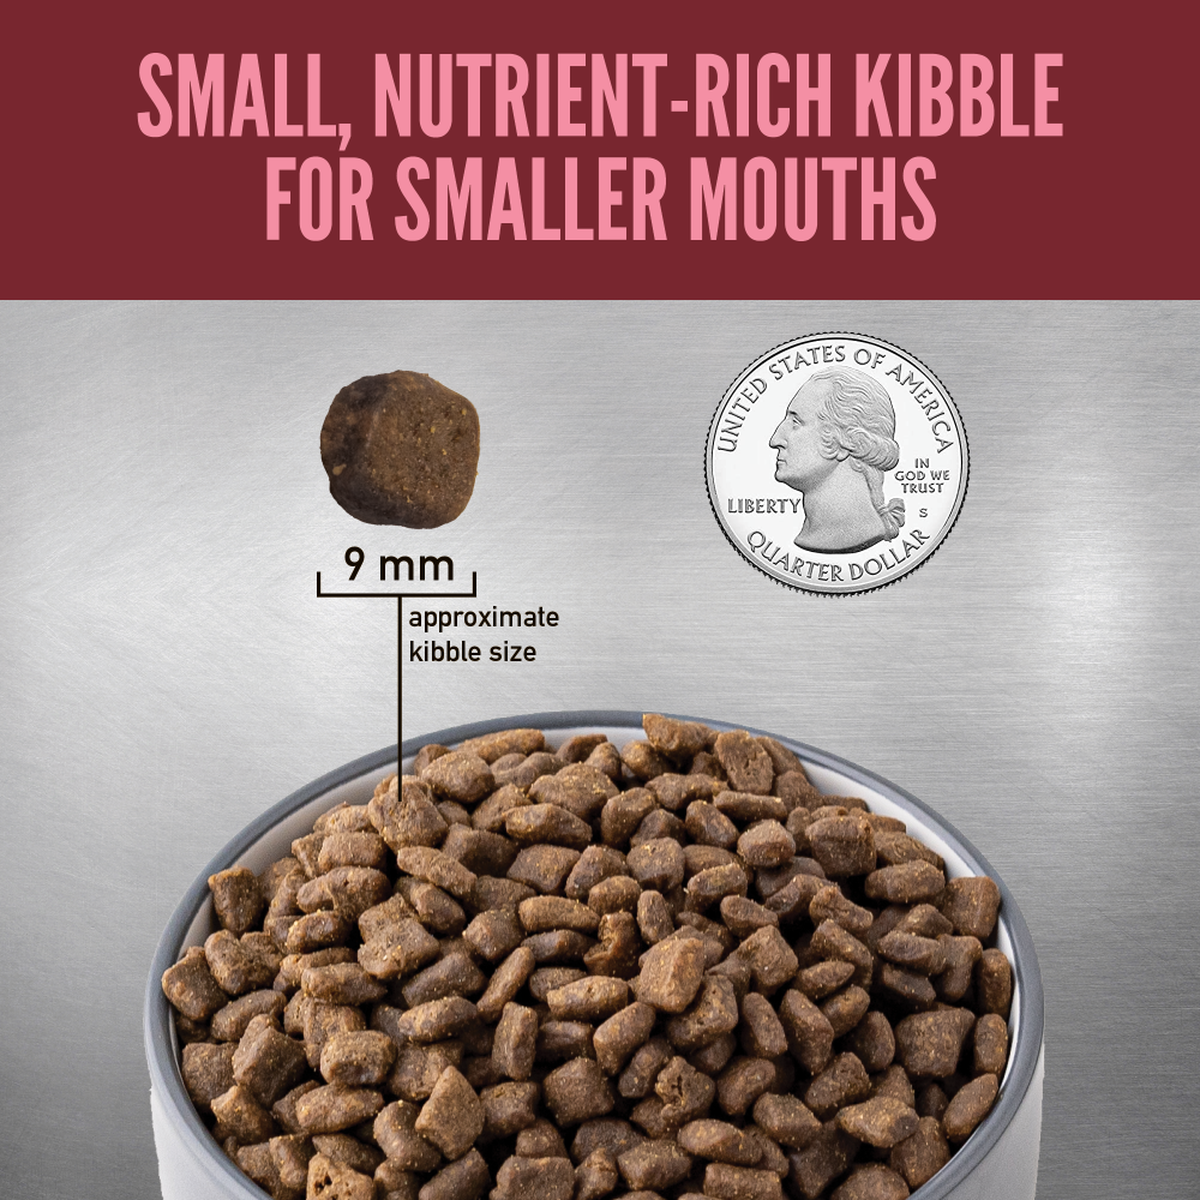 SMALL, NUTRIENT-RICH KIBBLE
FOR SMALLER MOUTHS
UNITED STATES OF AMERICA
IN
GOD WE
TRUST
LIBERTY
S
QUARTER DOLLAR
9 mm
approximate
kibble size